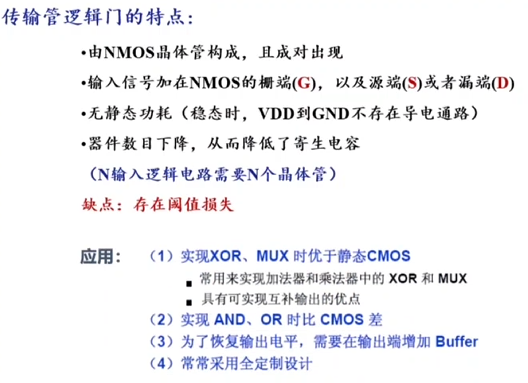 传输管逻辑门的特点：
•由NMOS晶体管构成，且成对出现
•输入信号加在NMOS的栅端(G)，以及源端(S)或者漏端(D)
•无静态功耗（稳态时，VDD到GND不存在导电通路）
•器件数目下降，从而降低了寄生电容
（N输入逻辑电路需要N个晶体管）
缺点：存在阈值损失
应用：（1）实现XOR、MUX 时优于静态CMOS
■ 常用来实现加法器和乘法器中的 XOR 和 MUX
■ 具有可实现互补输出的优点
（2）实现 AND、OR 时比 CMOS 差
（3）为了恢复输出电平，需要在输出端增加 Buffer
（4）常常采用全定制设计